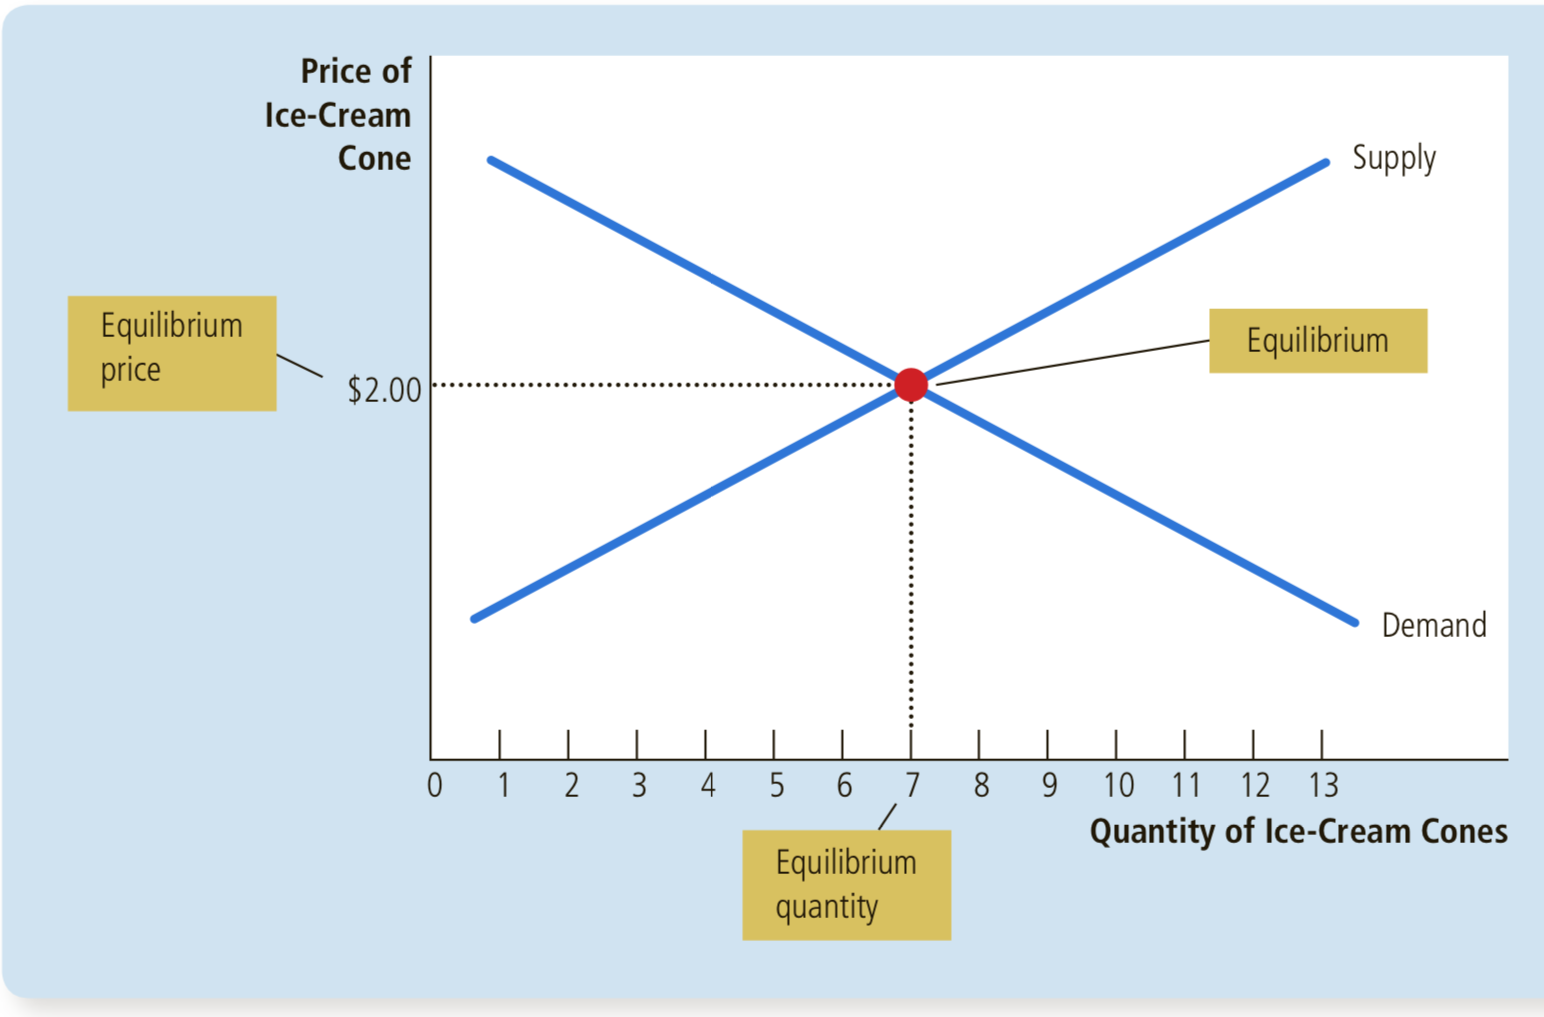 Price of
Ice-Cream
Cone
Supply
Equilibrium
price
Equilibrium
$2.00
Demand
0 1 2 3 4 5 6 7 8 9 10 11 12 13
Quantity of Ice-Cream Cones
Equilibrium
quantity